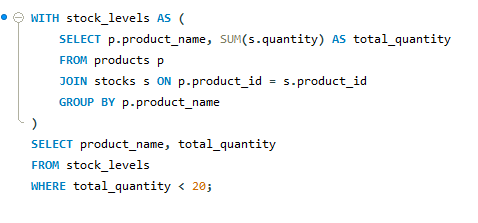 WITH stock_levels AS (
SELECT p.product_name, SUM(s.quantity) AS total_quantity
FROM products p
JOIN stocks s ON p.product_id = s.product_id
GROUP BY p.product_name
)
SELECT product_name, total_quantity
FROM stock_levels
WHERE total_quantity < 20;